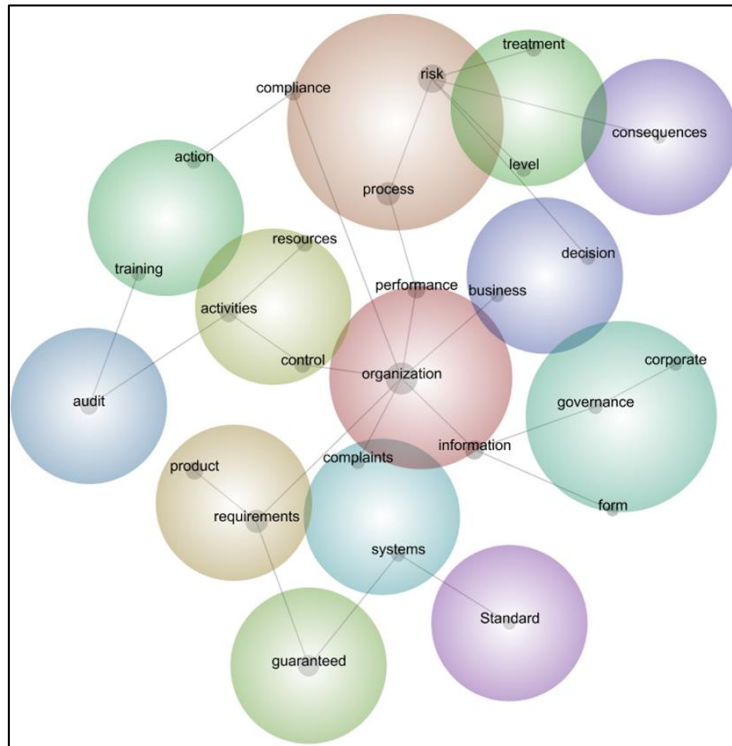 treatment
risk
compliance
consequences
action
level
process
resources
decision
training
performance
business
activities
control
organization
corporate
audit
governance
information
product
complaints
form
requirements
systems
Standard
guaranteed